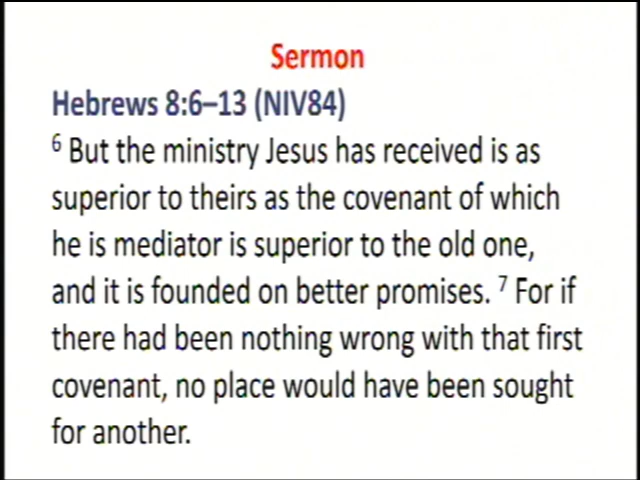 Sermon
Hebrews 8:6–13 (NIV84)
6 But the ministry Jesus has received is as
superior to theirs as the covenant of which
he is mediator is superior to the old one,
and it is founded on better promises. 7 For if
there had been nothing wrong with that first
covenant, no place would have been sought
for another.